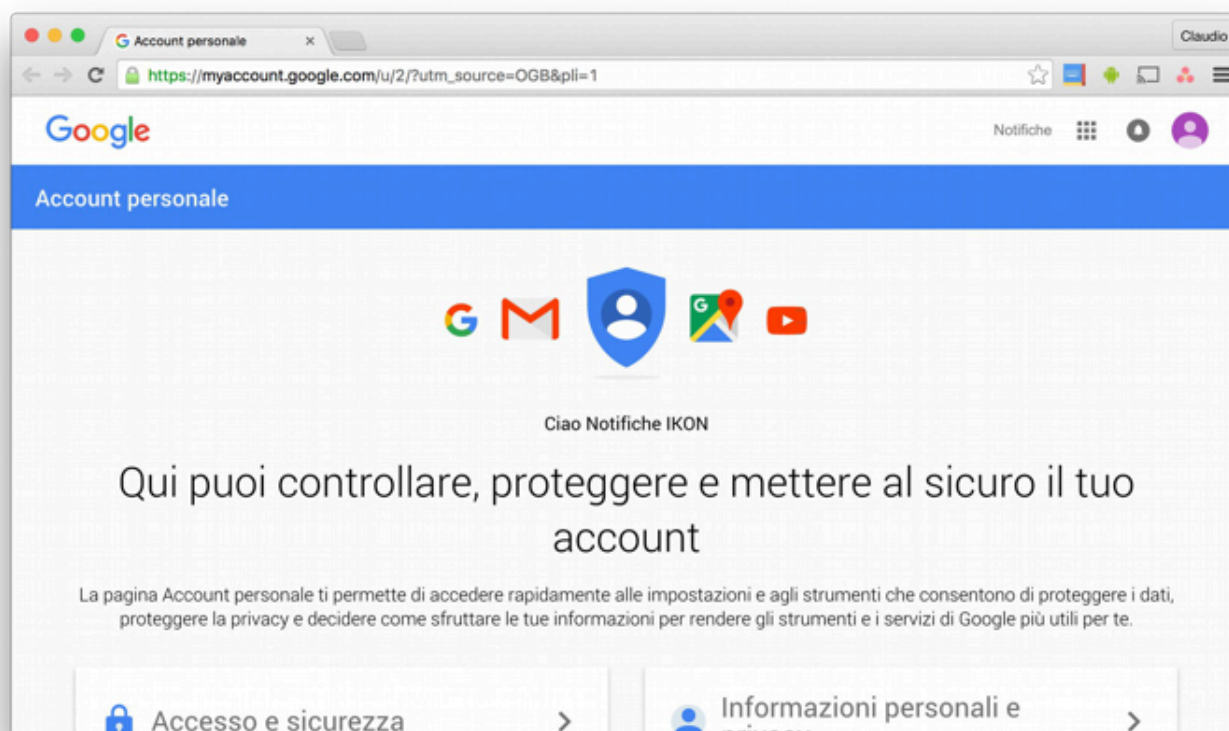 Account personale
Claudio
https://myaccount.google.com/u/2/?utm_source=OGB&pli=1
Google
Notifiche
Account personale
G
G
Ciao Notifiche IKON
Qui puoi controllare, proteggere e mettere al sicuro il tuo
account
La pagina Account personale ti permette di accedere rapidamente alle impostazioni e agli strumenti che consentono di proteggere i dati,
proteggere la privacy e decidere come sfruttare le tue informazioni per rendere gli strumenti e i servizi di Google più utili per te.
Accesso e sicurezza
Informazioni personali e